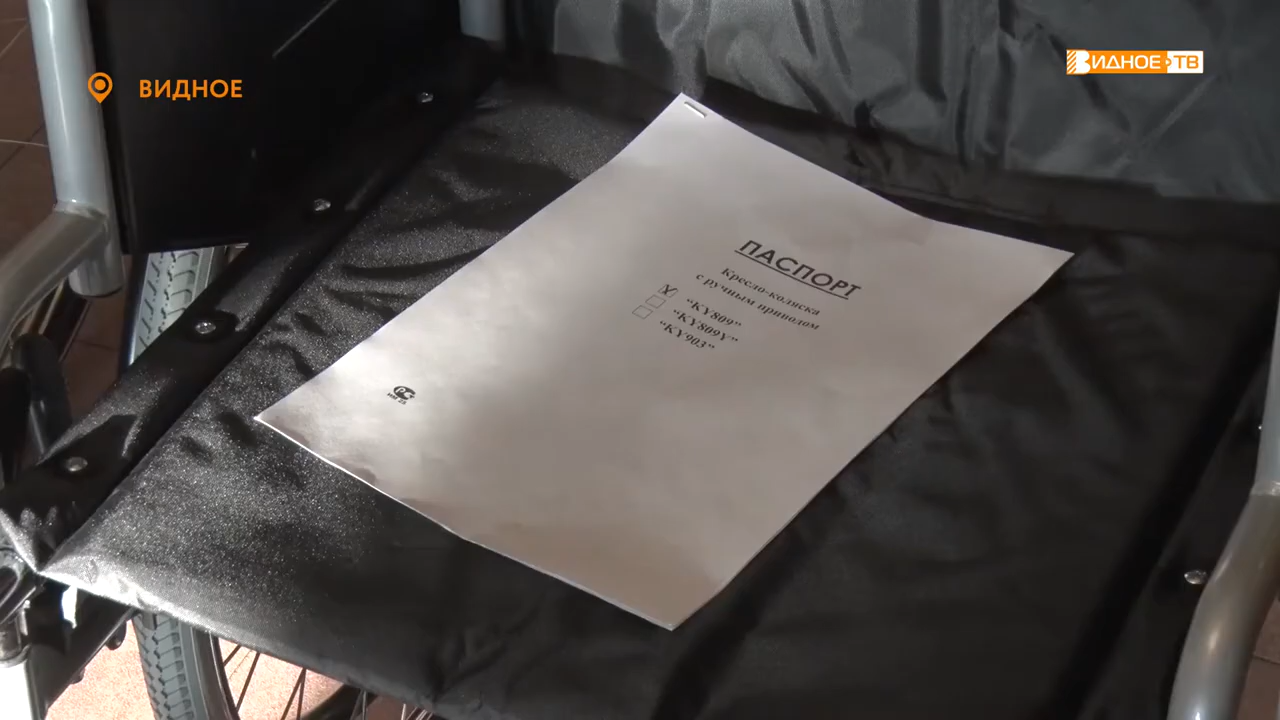 ВИДНОЕ
ВИДНОЕ ТВ
ПАСПОРТ
Кресло-коляска
с ручным приводом
"KY809"
"KY809Y"
"KY903"